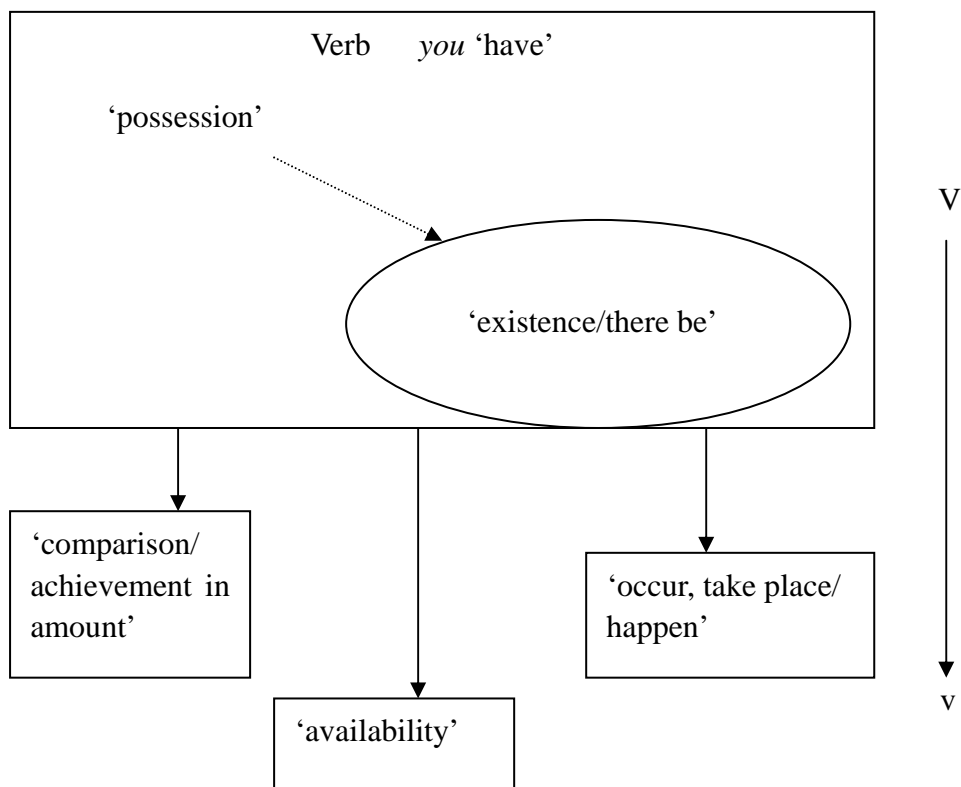 Verb you ‘have’
‘possession’
V
‘existence/there be’
‘comparison/
achievement in
amount’
‘occur, take place/
happen’
v
‘availability’